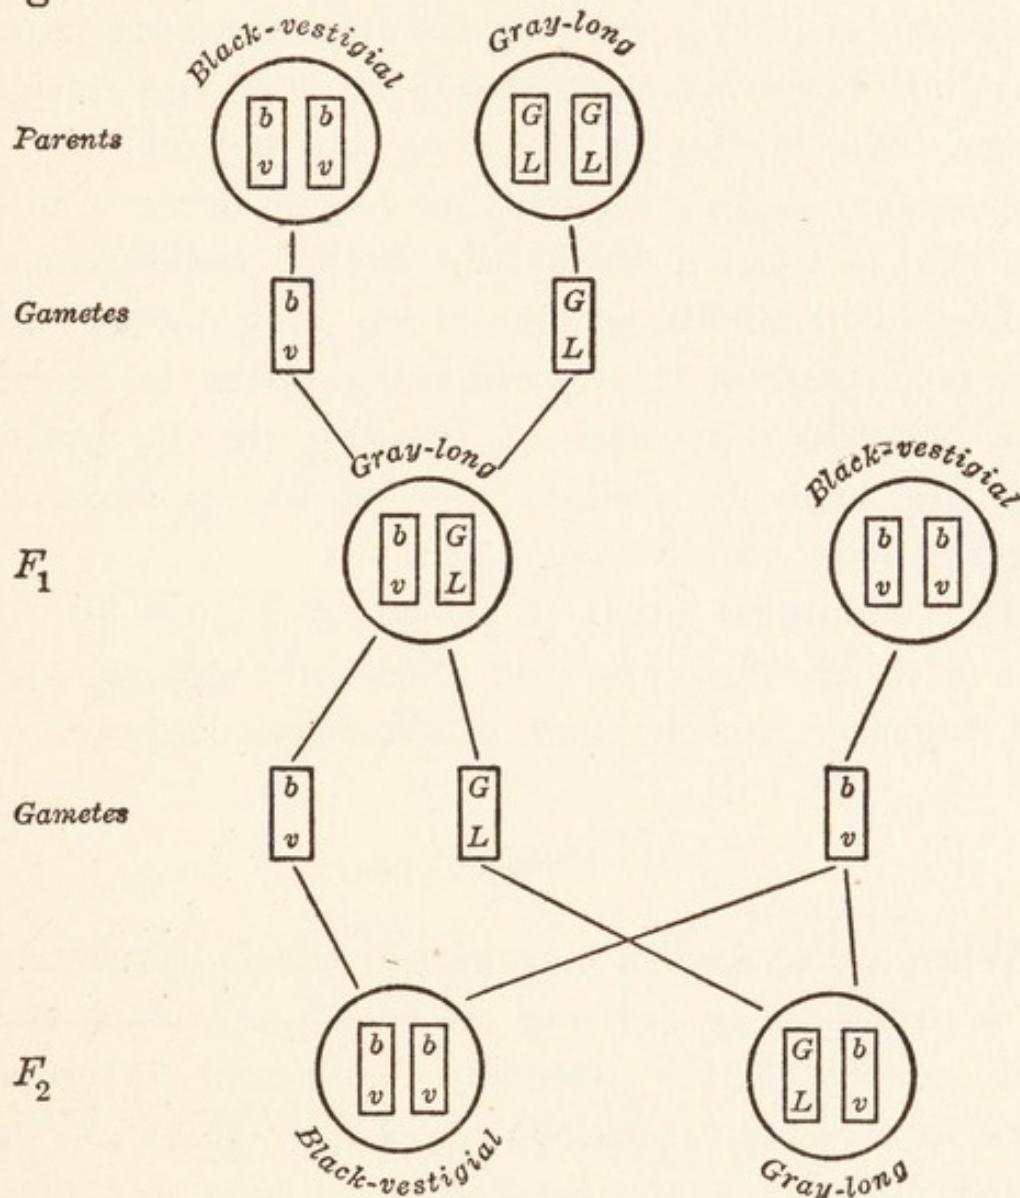 Black-vestigial Gray-long
Parents
b b G G
v v L L
Gametes
b G
v L
Gray-long Black-vestigial
F1
b G b b
v L v v
Gametes
b G b
v L v
F2
b b G b
v v L v
Black-vestigial Gray-long